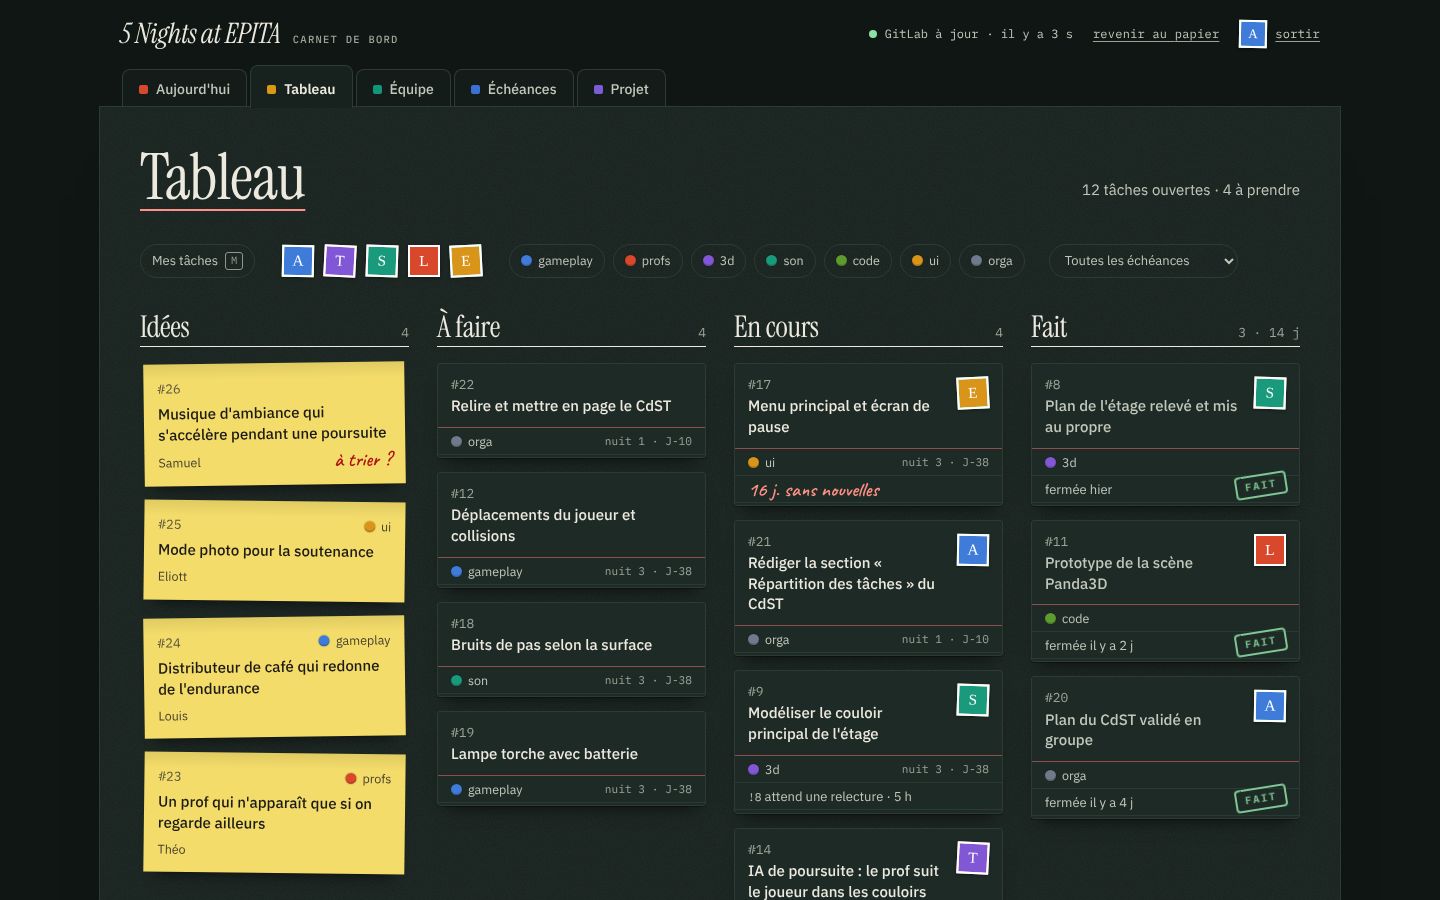 5 Nights at EPITA CARNET DE BORD
GitLab à jour · il y a 3 s
revenir au papier
A
sortir
Aujourd'hui
Tableau
Équipe
Échéances
Projet
Tableau
12 tâches ouvertes · 4 à prendre
Mes tâches M
A T S L E
gameplay
profs
3d
son
code
ui
orga
Toutes les échéances
Idées 4
#26
Musique d'ambiance qui
s'accélère pendant une poursuite
Samuel
à trier ?
#25
ui
Mode photo pour la soutenance
Eliott
#24
gameplay
Distributeur de café qui redonne
de l'endurance
Louis
#23
profs
Un prof qui n'apparaît que si on
regarde ailleurs
Théo
À faire 4
#22
Relire et mettre en page le CdST
orga
nuit 1 · J-10
#12
Déplacements du joueur et
collisions
gameplay
nuit 3 · J-38
#18
Bruits de pas selon la surface
son
nuit 3 · J-38
#19
Lampe torche avec batterie
gameplay
nuit 3 · J-38
En cours 4
#17
E
Menu principal et écran de
pause
ui
nuit 3 · J-38
16 j. sans nouvelles
#21
A
Rédiger la section «
Répartition des tâches » du
CdST
orga
nuit 1 · J-10
#9
S
Modéliser le couloir
principal de l'étage
3d
nuit 3 · J-38
!8 attend une relecture · 5 h
#14
T
IA de poursuite : le prof suit
le joueur dans les couloirs
Fait 3 · 14 j
#8
S
Plan de l'étage relevé et mis
au propre
3d
fermée hier
FAIT
#11
L
Prototype de la scène
Panda3D
code
fermée il y a 2 j
FAIT
#20
A
Plan du CdST validé en
groupe
orga
fermée il y a 4 j
FAIT